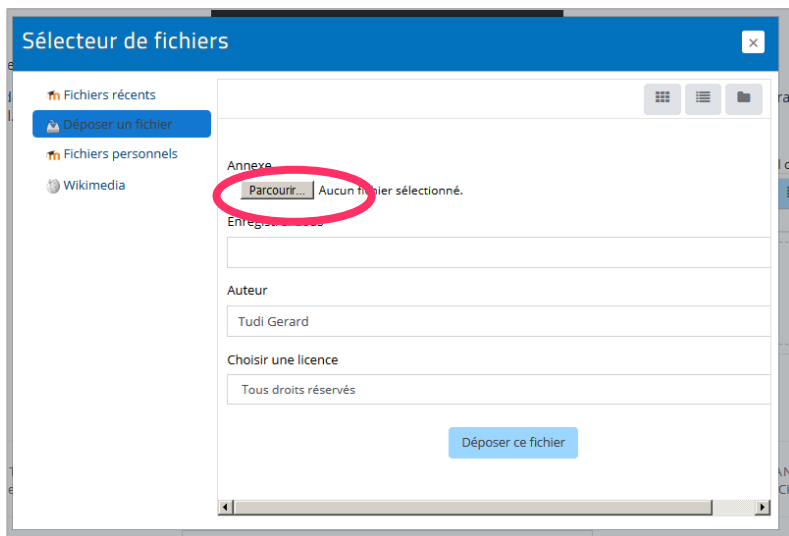 Sélecteur de fichiers
Fichiers récents
Déposer un fichier
Fichiers personnels
Wikimedia
Annexe
Parcourir... Aucun fichier sélectionné.
Auteur
Tudi Gerard
Choisir une licence
Tous droits réservés
Déposer ce fichier